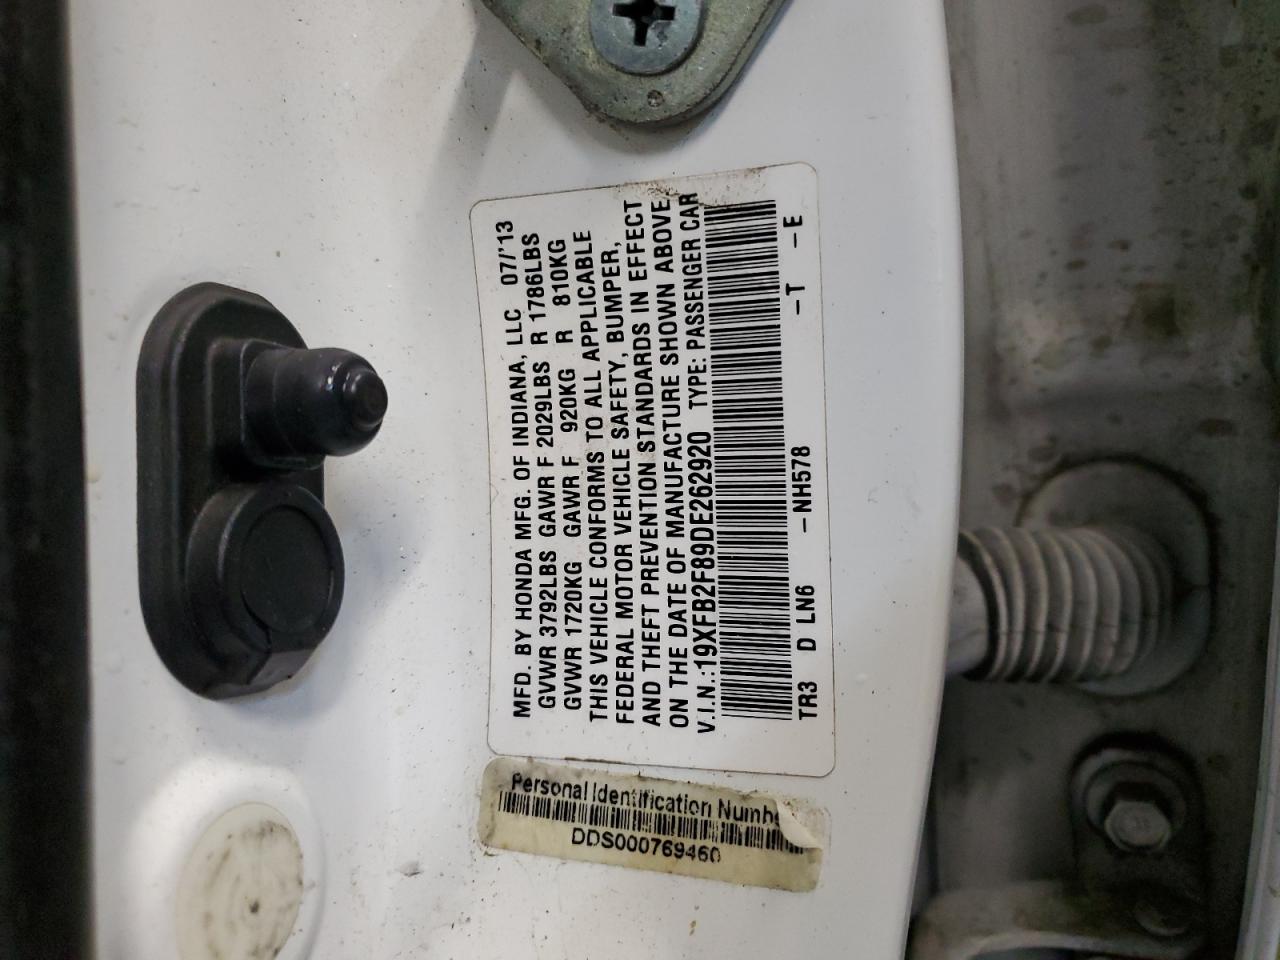 MFD. BY HONDA MFG. OF INDIANA, LLC 07/'13
GVWR 3792LBS GAWR F 2029LBS R 1786LBS
GVWR 1720KG GAWR F 920KG R 810KG
THIS VEHICLE CONFORMS TO ALL APPLICABLE
FEDERAL MOTOR VEHICLE SAFETY, BUMPER,
AND THEFT PREVENTION STANDARDS IN EFFECT
ON THE DATE OF MANUFACTURE SHOWN ABOVE.
V.I.N.:19XFB2F89DE262920 TYPE: PASSENGER CAR
TR3 D LN6 -NH578 -T -E
Personal Identification Number
DDS000769460